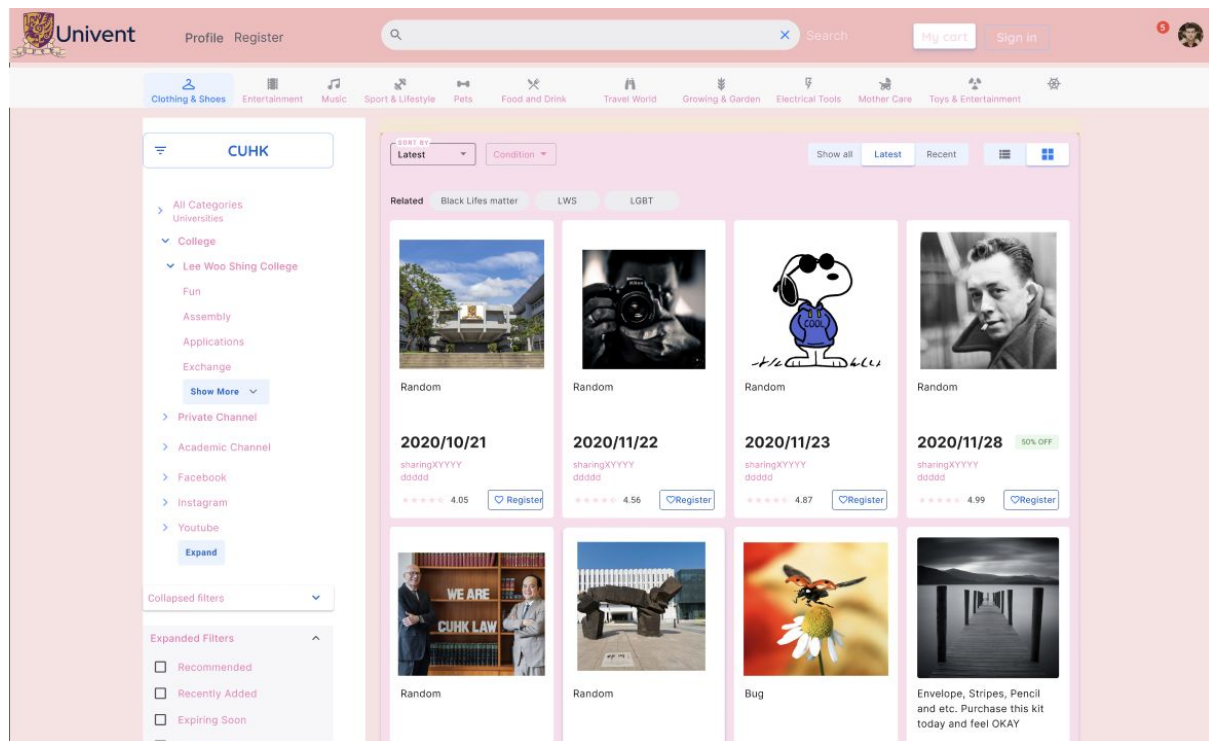 Univent
Profile Register
Search
My cart
Sign in
5
Clothing & Shoes
Entertainment
Music
Sport & Lifestyle
Pets
Food and Drink
Travel World
Growing & Garden
Electrical Tools
Mother Care
Toys & Entertainment
CUHK
All Categories
Universities
College
Lee Woo Shing College
Fun
Assembly
Applications
Exchange
Show More
Private Channel
Academic Channel
Facebook
Instagram
Youtube
Expand
Collapsed filters
Expanded Filters
Recommended
Recently Added
Expiring Soon
SORT BY
Latest
Condition
Show all
Latest
Recent
Related
Black Lifes matter
LWS
LGBT
Random
2020/10/21
sharingXYYYY
ddddd
4.05
Register
Nikon
Random
2020/11/22
sharingXYYYY
ddddd
4.56
Register
COOL
Random
2020/11/23
sharingXYYYY
ddddd
4.87
Register
Random
2020/11/28
50% OFF
sharingXYYYY
ddddd
4.99
Register
WE ARE
CUHK LAW
Random
Random
Bug
Envelope, Stripes, Pencil
and etc. Purchase this kit
today and feel OKAY